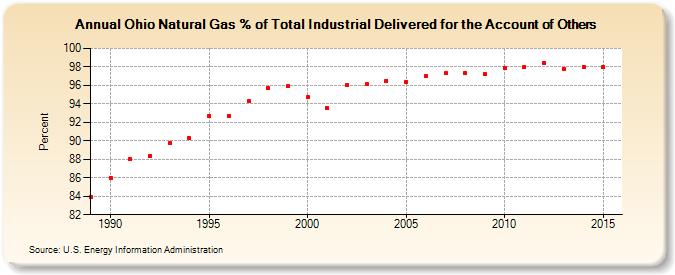 Annual Ohio Natural Gas % of Total Industrial Delivered for the Account of Others
Percent
100
98
96
94
92
90
88
86
84
82
1990 1995 2000 2005 2010 2015
Source: U.S. Energy Information Administration